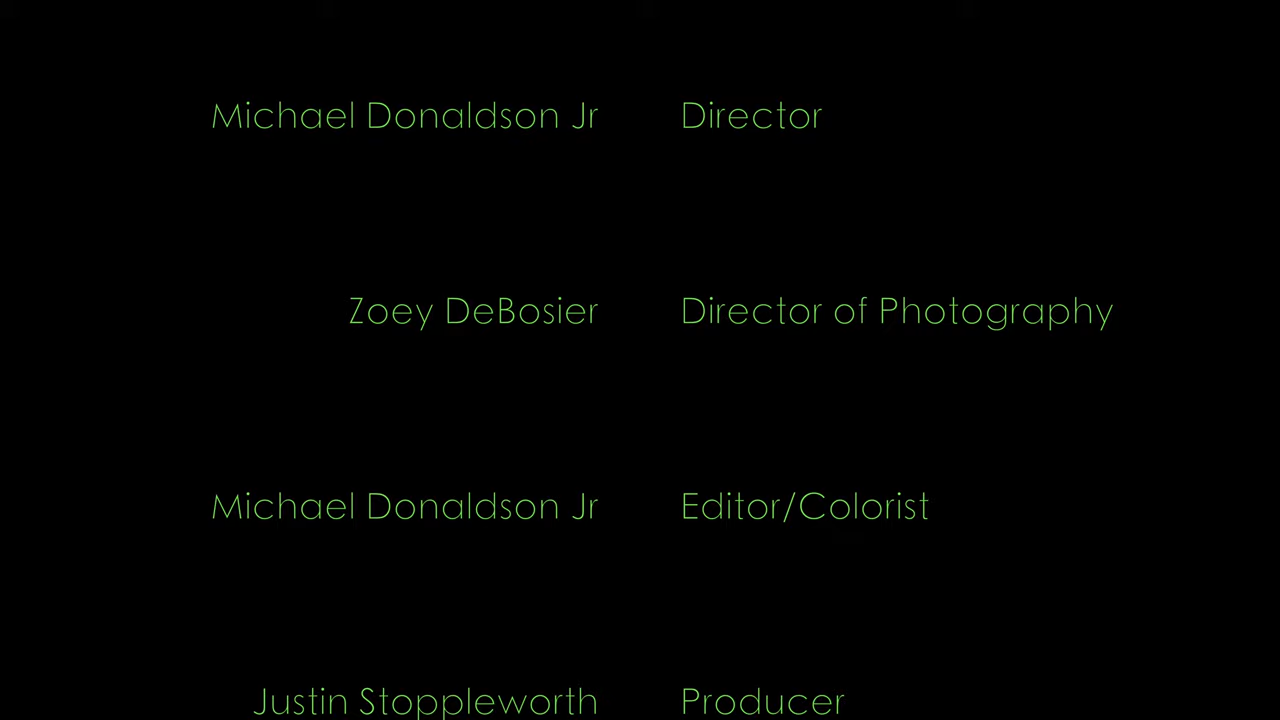 Michael Donaldson Jr Director
Zoey DeBosier Director of Photography
Michael Donaldson Jr Editor/Colorist
Justin Stoppleworth Producer